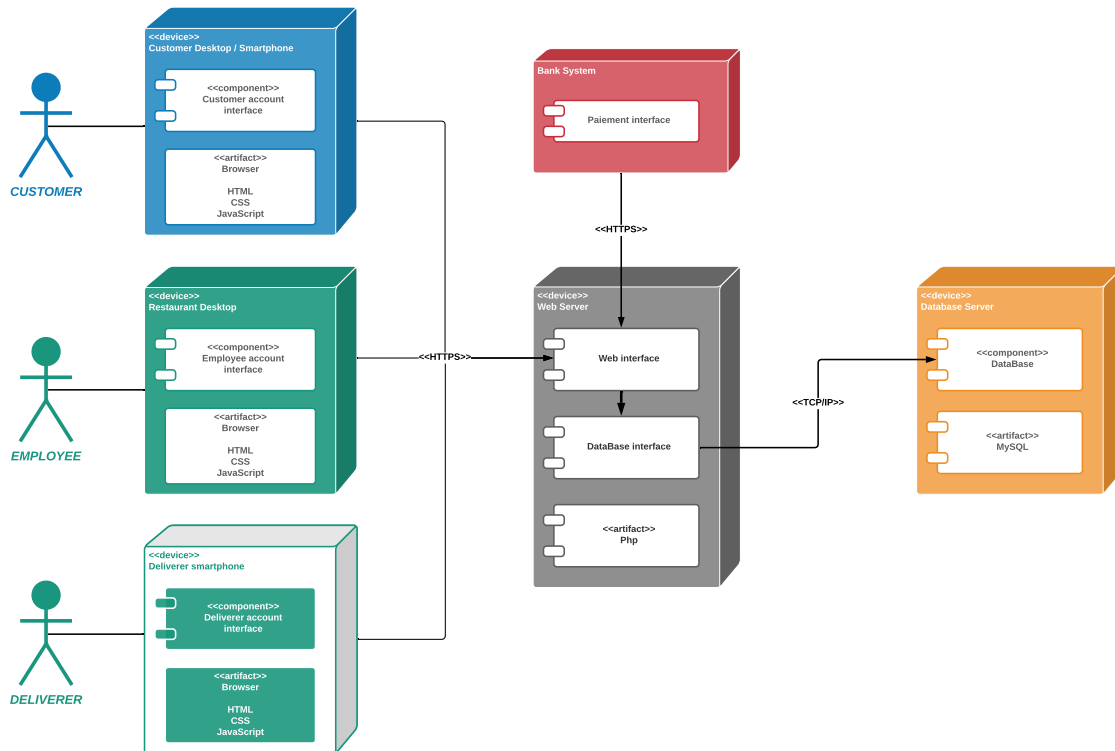 <<device>>
Customer Desktop / Smartphone
<<component>>
Customer account
interface
<<artifact>>
Browser
HTML
CSS
JavaScript
CUSTOMER
Bank System
Paiement interface
<<HTTPS>>
<<device>>
Restaurant Desktop
<<component>>
Employee account
interface
<<artifact>>
Browser
HTML
CSS
JavaScript
EMPLOYEE
<<HTTPS>>
<<device>>
Web Server
Web interface
DataBase interface
<<artifact>>
Php
<<TCP/IP>>
<<device>>
Database Server
<<component>>
DataBase
<<artifact>>
MySQL
<<device>>
Deliverer smartphone
<<component>>
Deliverer account
interface
<<artifact>>
Browser
HTML
CSS
JavaScript
DELIVERER